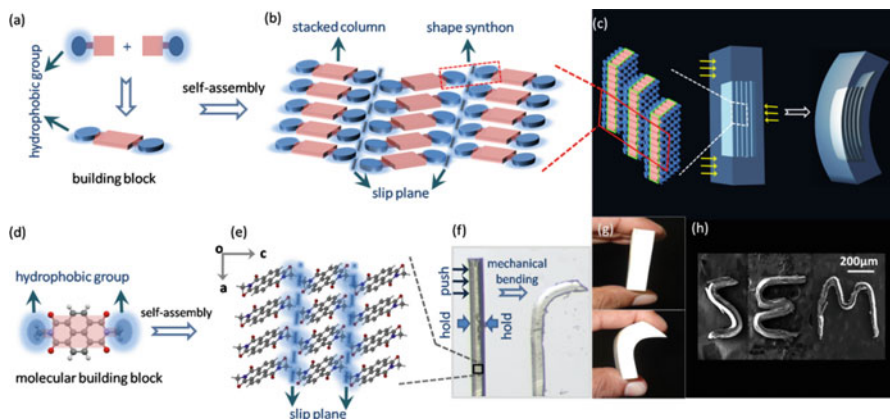 (a)
+
hydrophobic group
self-assembly
building block
(b)
stacked column
shape synthon
slip plane
(c)
(d)
hydrophobic group
self-assembly
molecular building block
(e)
o
c
a
slip plane
(f)
push
hold
hold
mechanical
bending
(g)
(h)
200μm
SEM